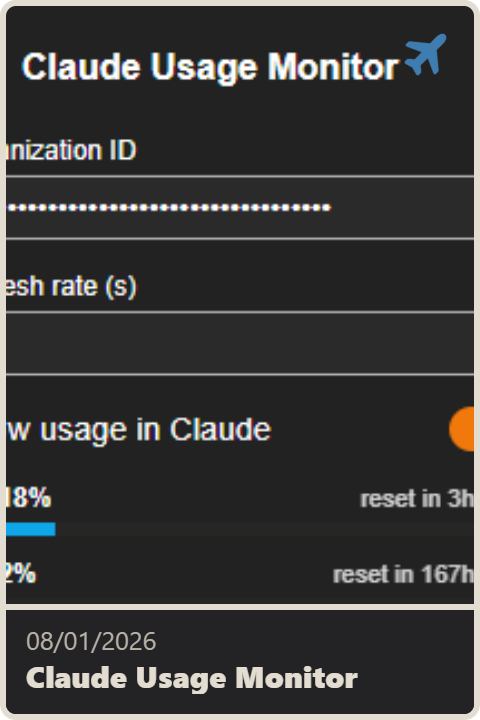 Claude Usage Monitor
nization ID
••••••••••••••••••••••••••••••••
esh rate (s)
w usage in Claude
18% reset in 3h
2% reset in 167h
08/01/2026
Claude Usage Monitor